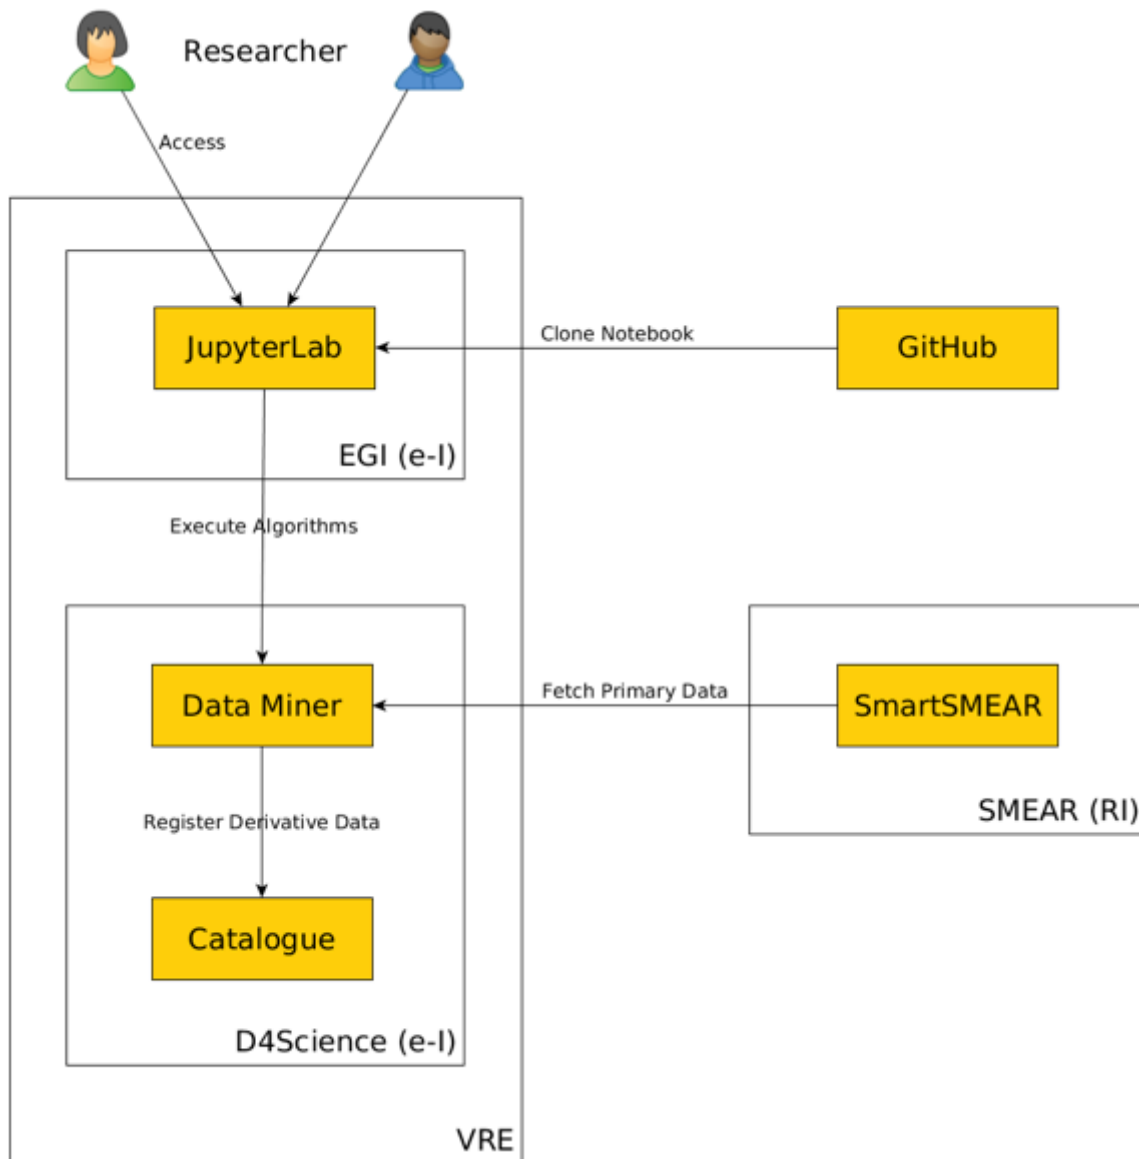 Researcher
Access
JupyterLab
Clone Notebook
GitHub
EGI (e-I)
Execute Algorithms
Data Miner
Fetch Primary Data
SmartSMEAR
SMEAR (RI)
Register Derivative Data
Catalogue
D4Science (e-I)
VRE